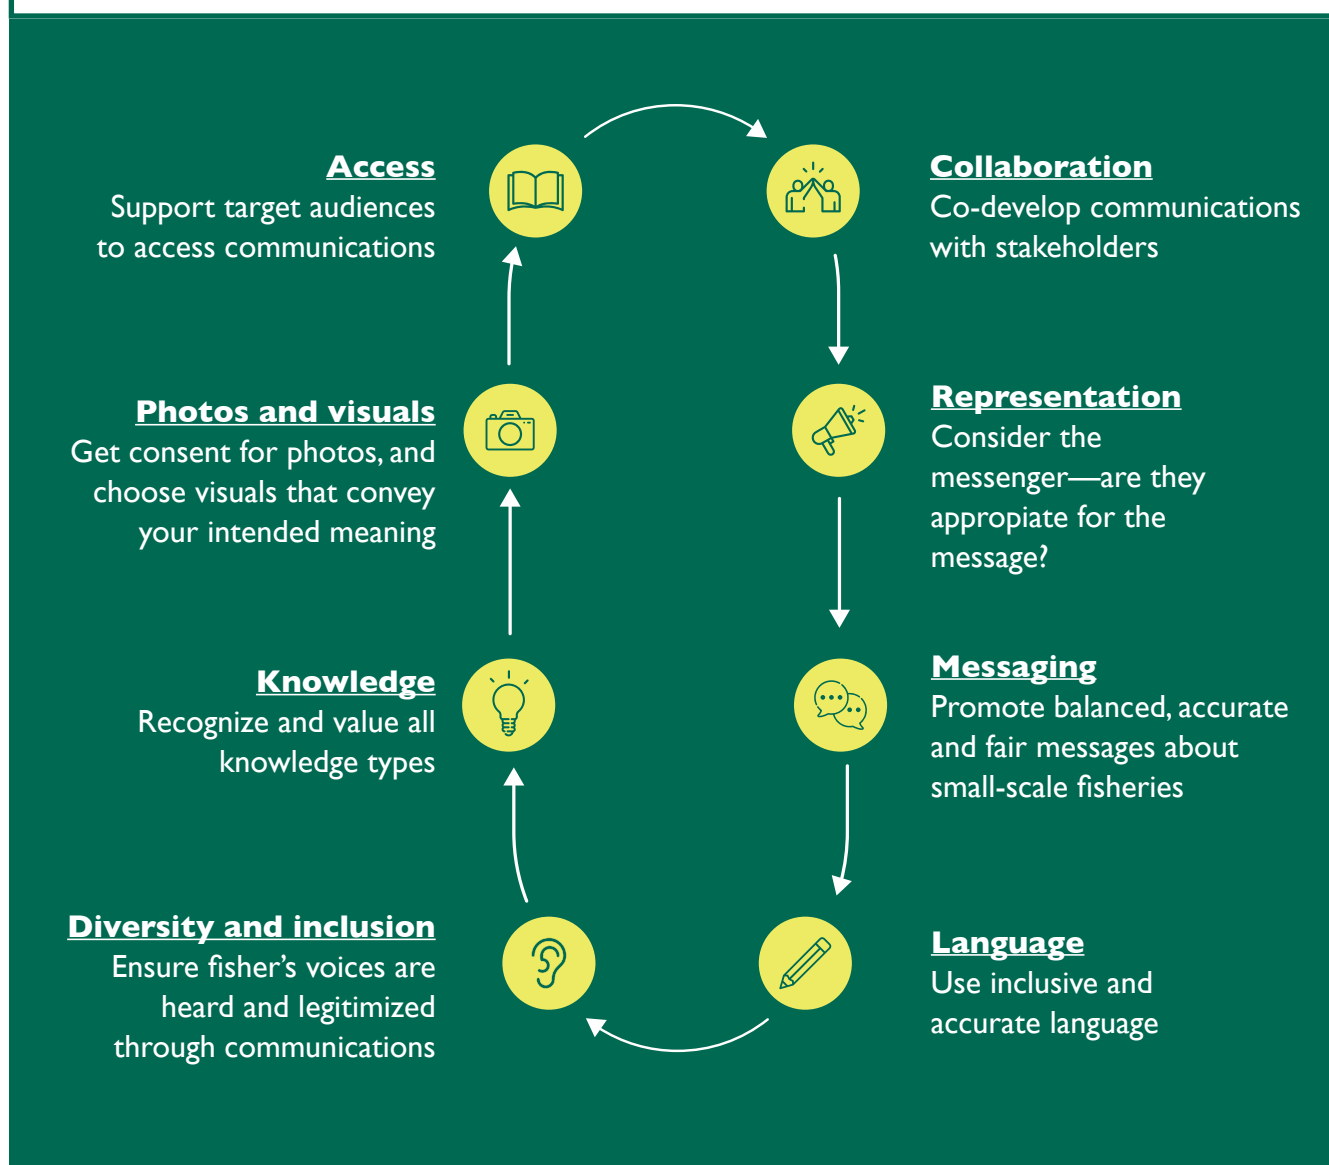 Access
Support target audiences
to access communications
Collaboration
Co-develop communications
with stakeholders
Representation
Consider the
messenger—are they
appropiate for the
message?
Messaging
Promote balanced, accurate
and fair messages about
small-scale fisheries
Language
Use inclusive and
accurate language
Diversity and inclusion
Ensure fisher’s voices are
heard and legitimized
through communications
Knowledge
Recognize and value all
knowledge types
Photos and visuals
Get consent for photos, and
choose visuals that convey
your intended meaning